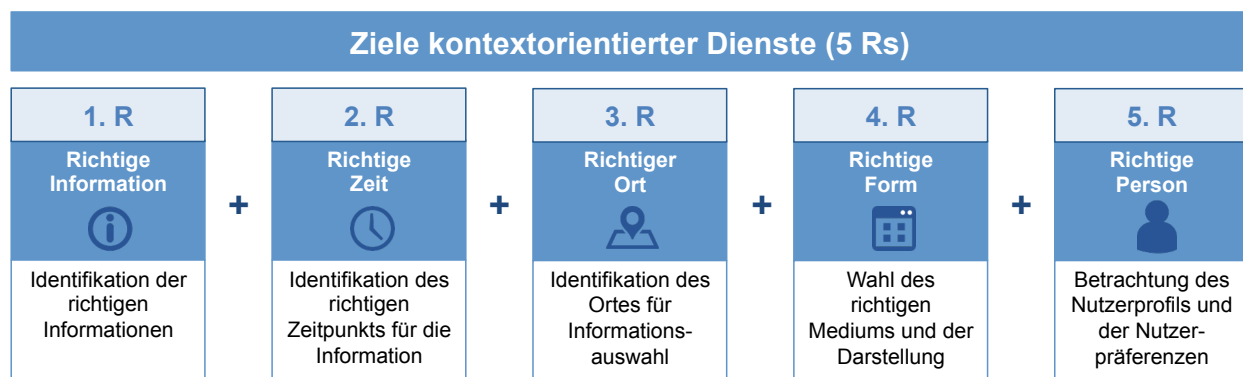 Ziele kontextorientierter Dienste (5 Rs)
1. R
Richtige
Information
Identifikation der
richtigen
Informationen
+
2. R
Richtige
Zeit
Identifikation des
richtigen
Zeitpunkts für die
Information
+
3. R
Richtiger
Ort
Identifikation des
Ortes für
Informations-
auswahl
+
4. R
Richtige
Form
Wahl des
richtigen
Mediums und der
Darstellung
+
5. R
Richtige
Person
Betrachtung des
Nutzerprofils und
der Nutzer-
präferenzen